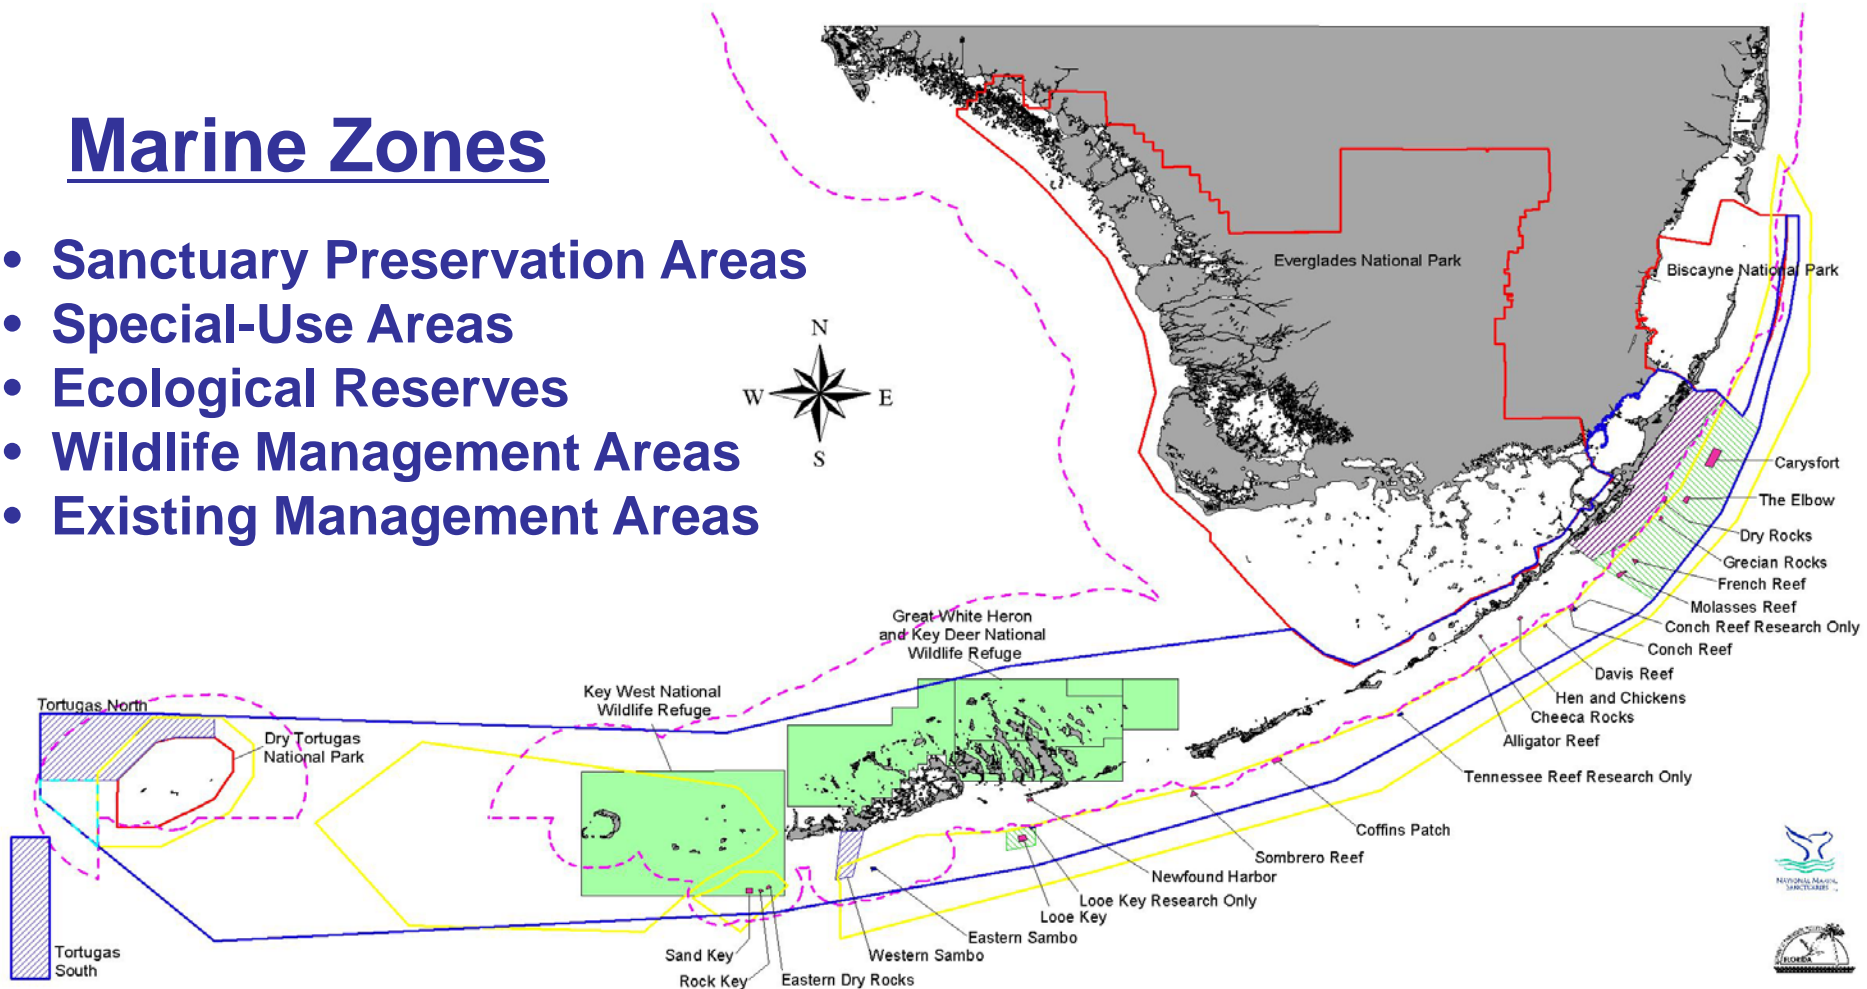 Marine Zones
• Sanctuary Preservation Areas
• Special-Use Areas
• Ecological Reserves
• Wildlife Management Areas
• Existing Management Areas
N
W
E
S
Everglades National Park
Biscayne National Park
Carysfort
The Elbow
Dry Rocks
Grecian Rocks
French Reef
Molasses Reef
Conch Reef Research Only
Conch Reef
Davis Reef
Hen and Chickens
Cheeca Rocks
Alligator Reef
Tennessee Reef Research Only
Coffins Patch
Sombrero Reef
Newfound Harbor
Looe Key Research Only
Looe Key
Eastern Sambo
Western Sambo
Eastern Dry Rocks
Rock Key
Sand Key
Great White Heron
and Key Deer National
Wildlife Refuge
Key West National
Wildlife Refuge
Tortugas North
Dry Tortugas
National Park
Tortugas
South
NATIONAL MARINE
SANCTUARIES
FLORIDA